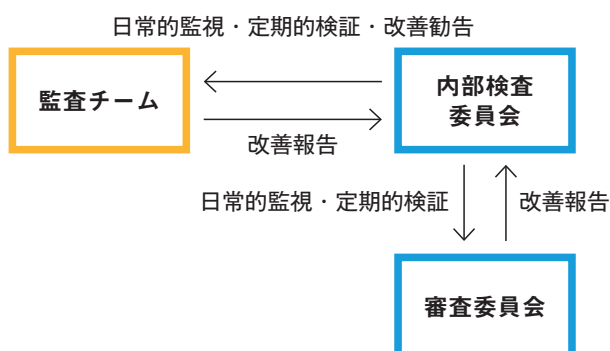 日常的監視・定期的検証・改善勧告
監査チーム
内部検査
委員会
改善報告
日常的監視・定期的検証
改善報告
審査委員会